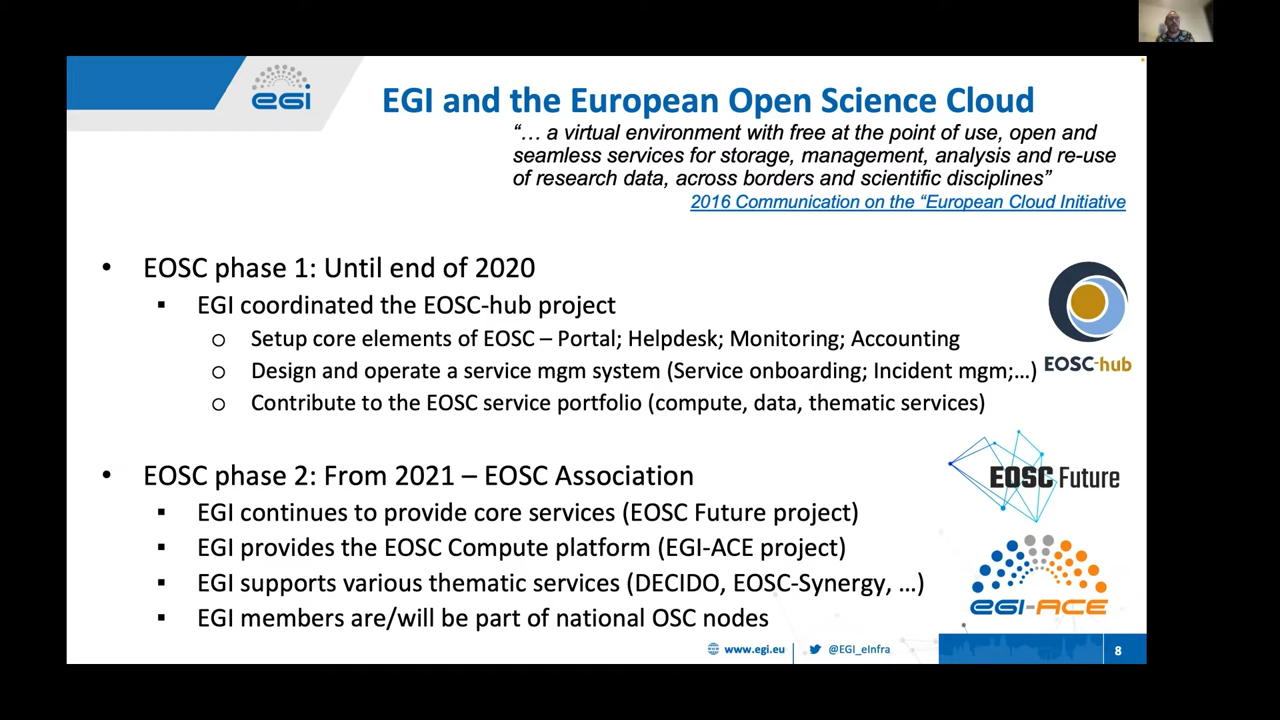 egi
EGI and the European Open Science Cloud
“… a virtual environment with free at the point of use, open and
seamless services for storage, management, analysis and re-use
of research data, across borders and scientific disciplines”
2016 Communication on the “European Cloud Initiative
• EOSC phase 1: Until end of 2020
▪ EGI coordinated the EOSC-hub project
o Setup core elements of EOSC – Portal; Helpdesk; Monitoring; Accounting
o Design and operate a service mgm system (Service onboarding; Incident mgm;…)
o Contribute to the EOSC service portfolio (compute, data, thematic services)
EOSC-hub
• EOSC phase 2: From 2021 – EOSC Association
▪ EGI continues to provide core services (EOSC Future project)
▪ EGI provides the EOSC Compute platform (EGI-ACE project)
▪ EGI supports various thematic services (DECIDO, EOSC-Synergy, …)
▪ EGI members are/will be part of national OSC nodes
EOSC Future
egi-ACE
www.egi.eu
@EGI_eInfra
8